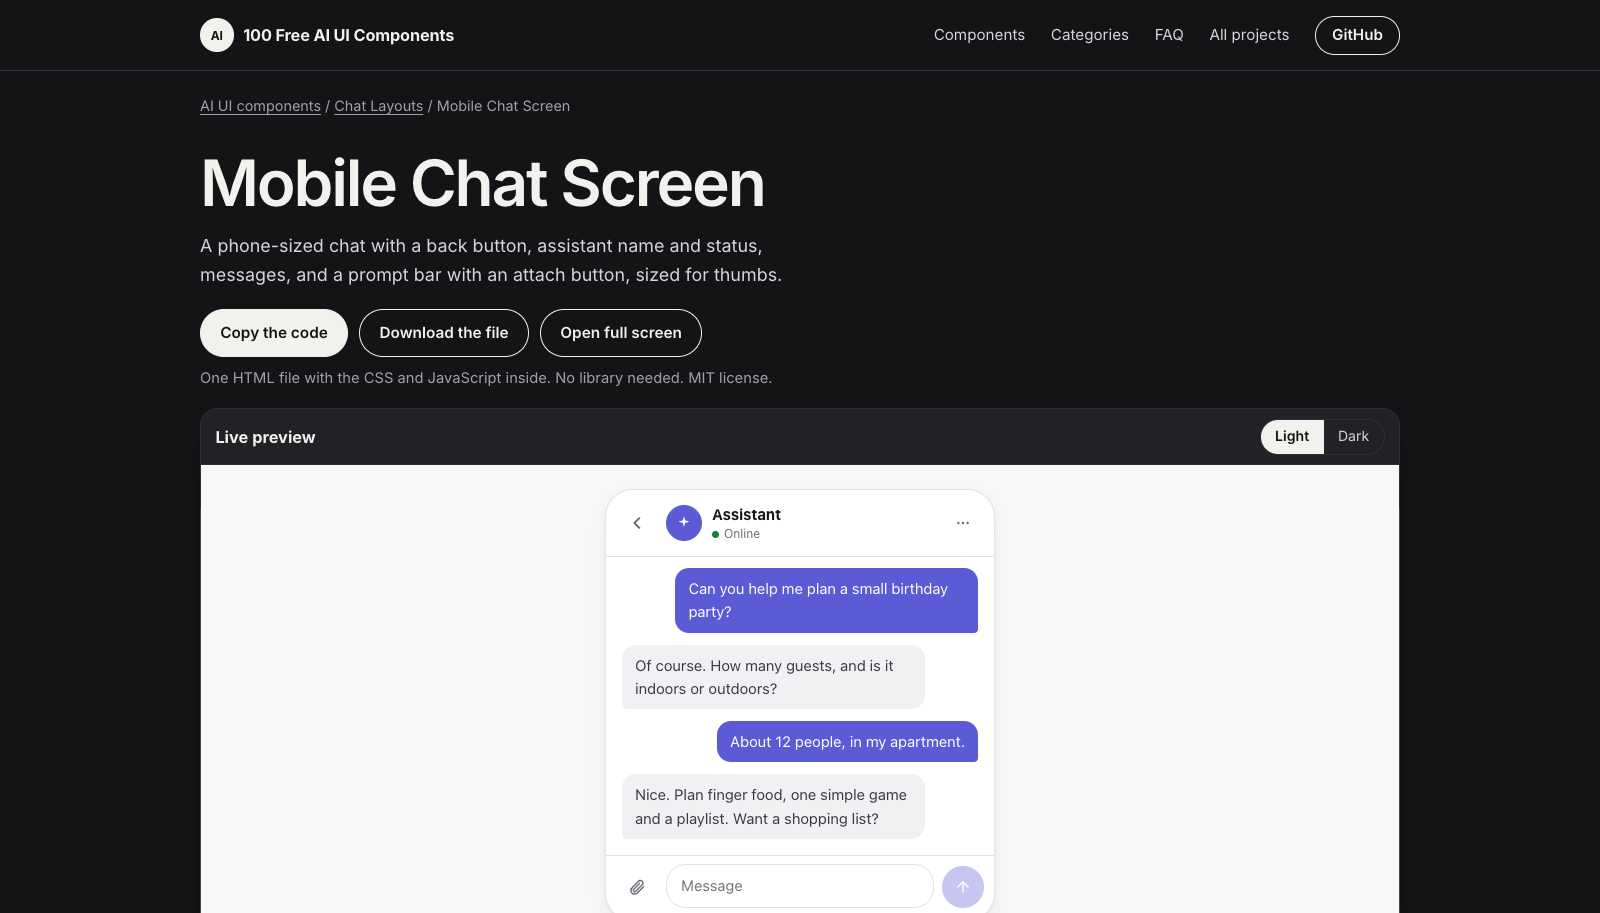 AI
100 Free AI UI Components
Components
Categories
FAQ
All projects
GitHub
AI UI components / Chat Layouts / Mobile Chat Screen
Mobile Chat Screen
A phone-sized chat with a back button, assistant name and status,
messages, and a prompt bar with an attach button, sized for thumbs.
Copy the code
Download the file
Open full screen
One HTML file with the CSS and JavaScript inside. No library needed. MIT license.
Live preview
Light
Dark
Assistant
Online
Can you help me plan a small birthday
party?
Of course. How many guests, and is it
indoors or outdoors?
About 12 people, in my apartment.
Nice. Plan finger food, one simple game
and a playlist. Want a shopping list?
Message